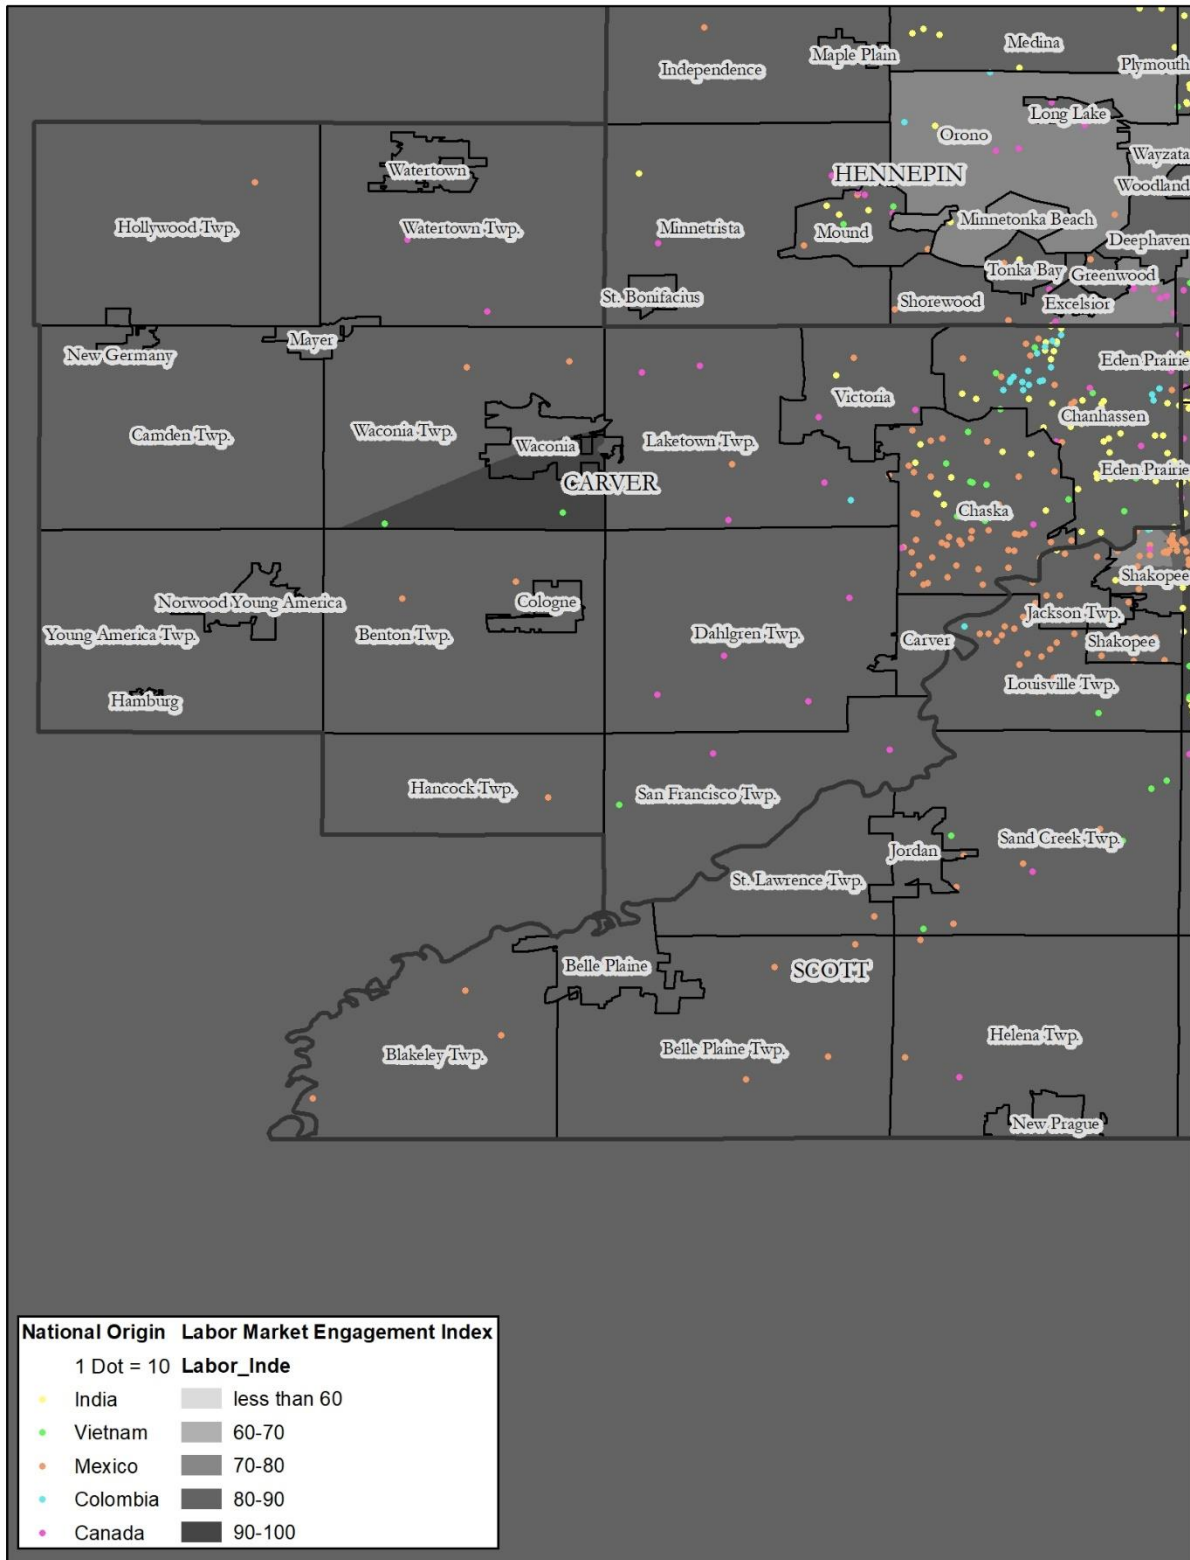 Medina
Maple Plain
Independence
Plymouth
Long Lake
Orono
Wayzata
Watertown
HENNEPIN
Woodland
Hollywood Twp.
Watertown Twp.
Minnetrista
Mound
Minnetonka Beach
Deephaven
Tonka Bay
Greenwood
St. Bonifacius
Shorewood
Excelsior
Mayer
New Germany
Eden Prairie
Victoria
Chanhassen
Camden Twp.
Waconia Twp.
Waconia
Laketown Twp.
Eden Prairie
CARVER
Chaska
Shakopee
Norwood Young America
Cologne
Jackson Twp.
Young America Twp.
Benton Twp.
Dahlgren Twp.
Carver
Shakopee
Louisville Twp.
Hamburg
Hancock Twp.
San Francisco Twp.
Sand Creek Twp.
Jordan
St. Lawrence Twp.
Belle Plaine
SCOTT
Helena Twp.
Blakeley Twp.
Belle Plaine Twp.
New Prague
National Origin Labor Market Engagement Index
1 Dot = 10 Labor_Inde
India less than 60
Vietnam 60-70
Mexico 70-80
Colombia 80-90
Canada 90-100